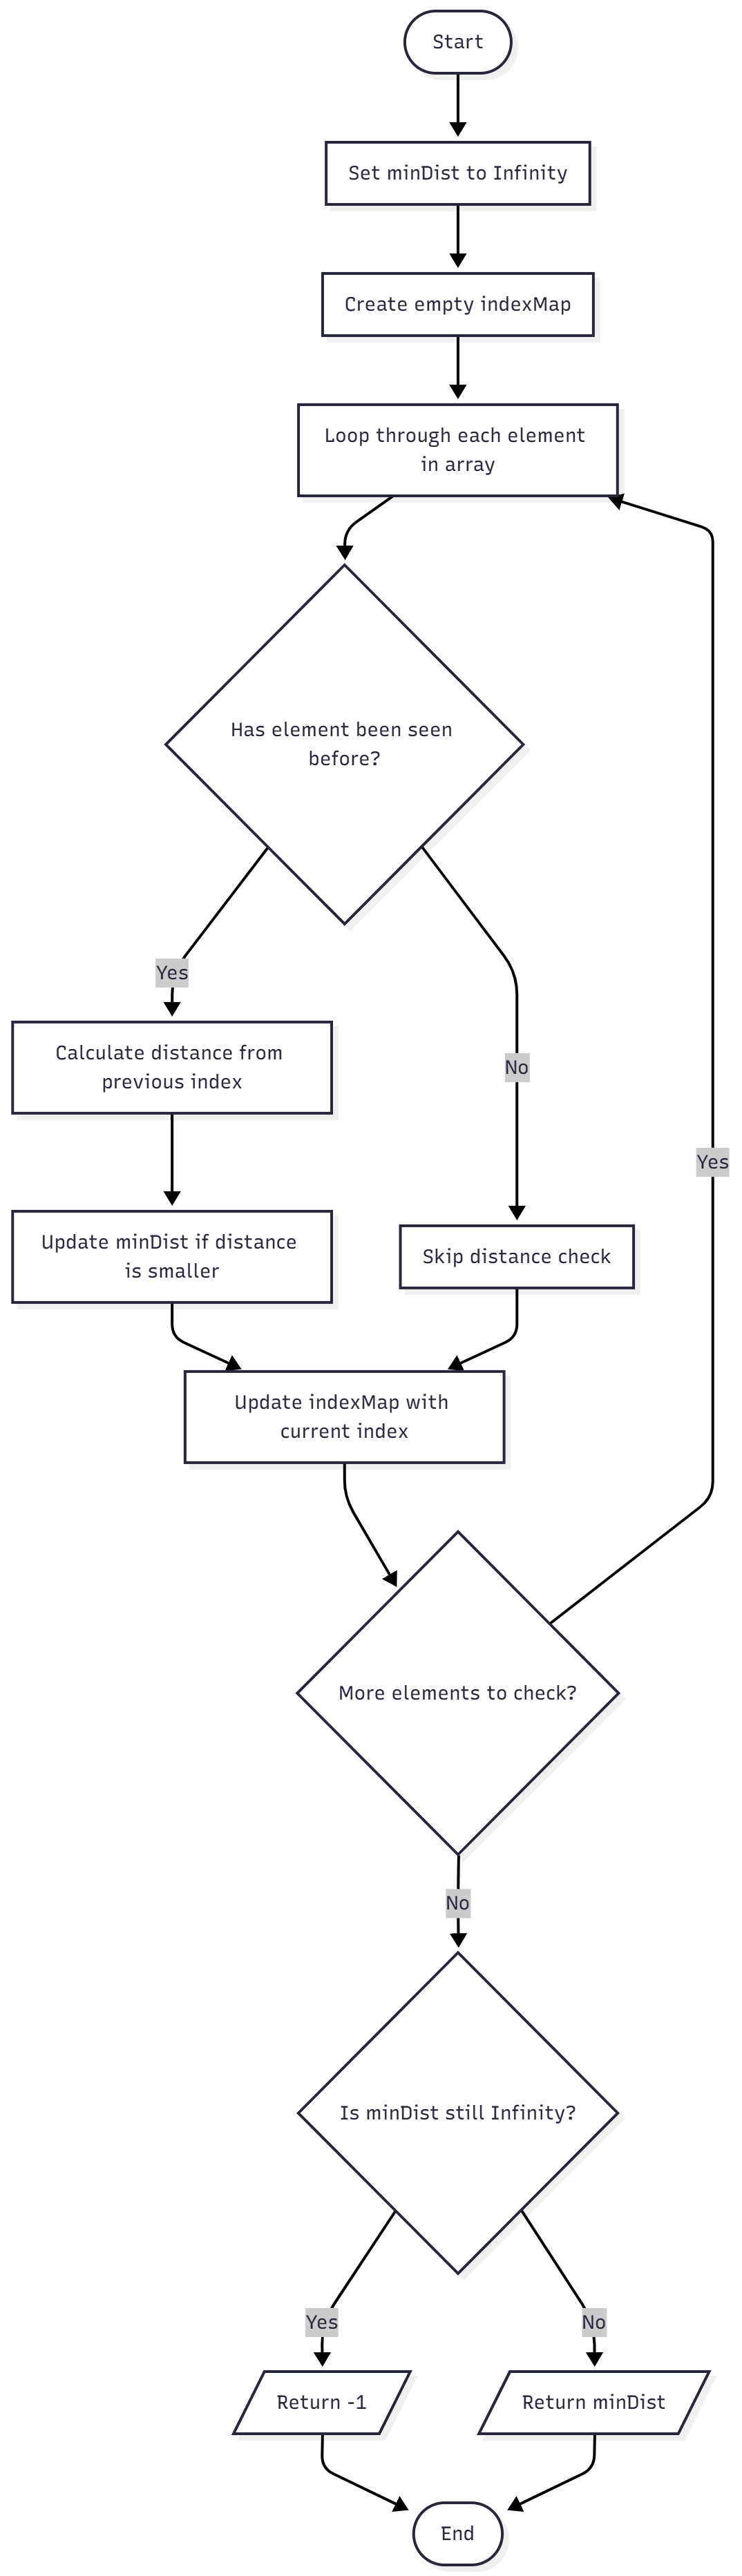 Start
Set minDist to Infinity
Create empty indexMap
Loop through each element
in array
Has element been seen
before?
Yes
Calculate distance from
previous index
No
Yes
Update minDist if distance
is smaller
Skip distance check
Update indexMap with
current index
More elements to check?
No
Is minDist still Infinity?
Yes
No
Return -1
Return minDist
End